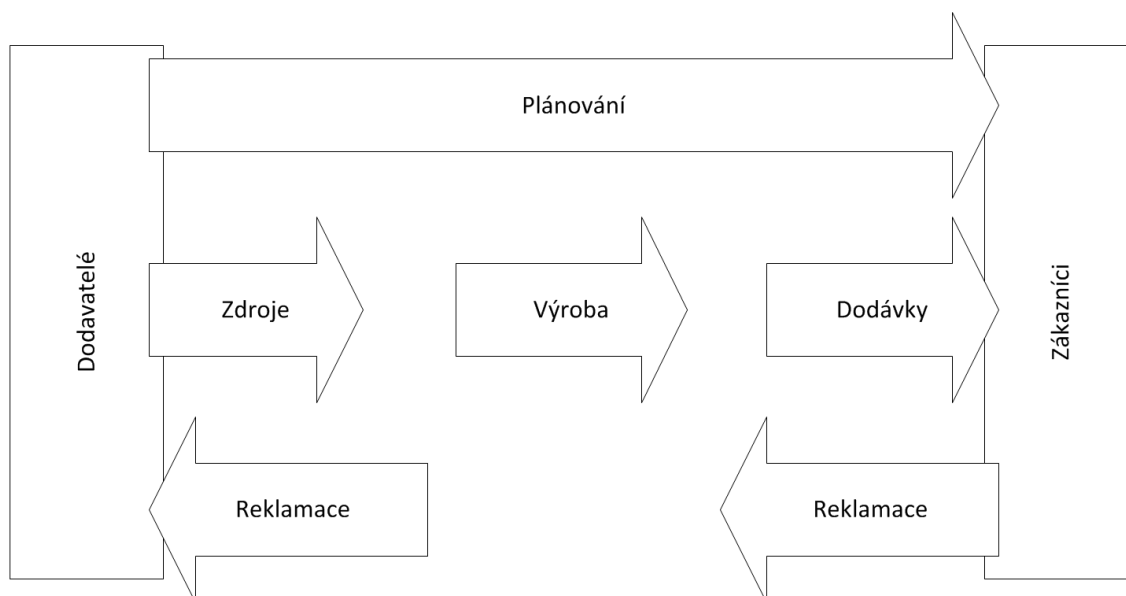 Plánování
Dodavatelé
Zdroje
Výroba
Dodávky
Zákazníci
Reklamace
Reklamace